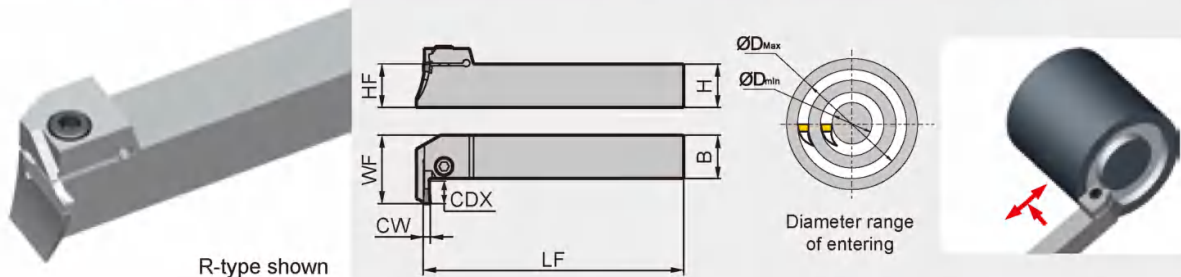 R-type shown
HF
H
WF
B
CDX
CW
LF
ØDMax
ØDmin
Diameter range
of entering